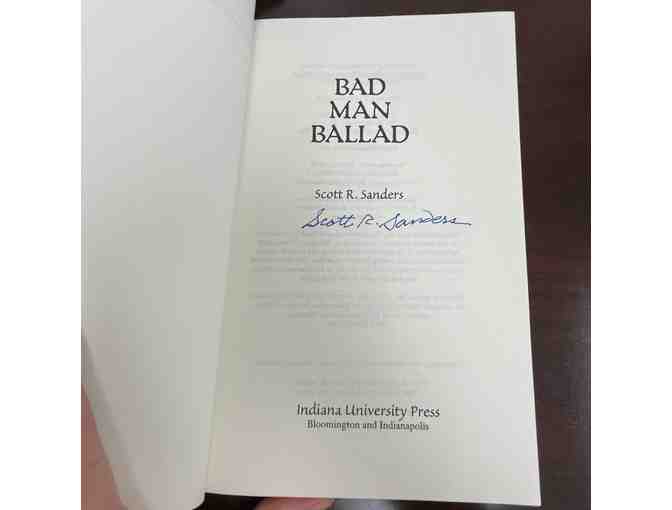 BAD
MAN
BALLAD
Scott R. Sanders
Scott R. Sanders
Indiana University Press
Bloomington and Indianapolis